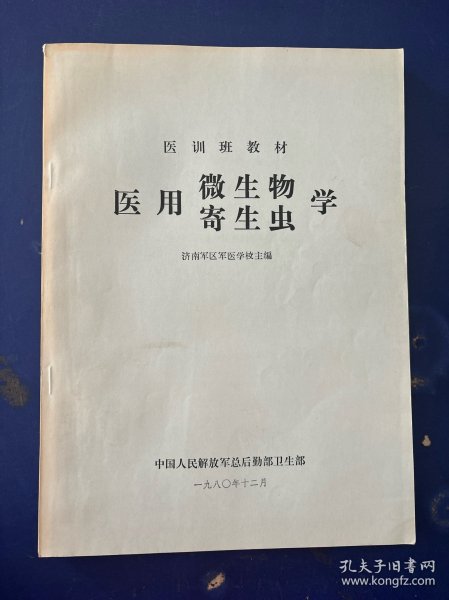 医训班教材
医用微生物学
寄生虫
济南军区军医学校主编
中国人民解放军总后勤部卫生部
一九八〇年十二月
孔夫子旧书网
www.kongfz.com